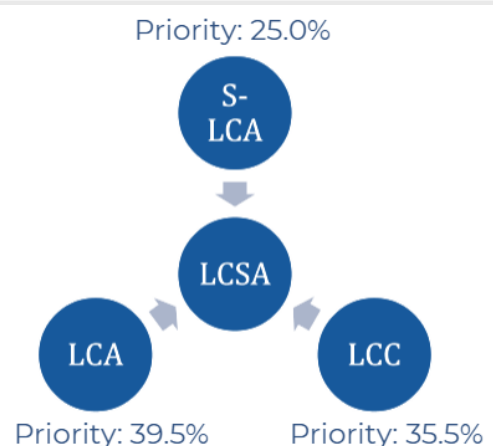 Priority: 25.0%
S-
LCA
LCSA
LCA
LCC
Priority: 39.5%
Priority: 35.5%